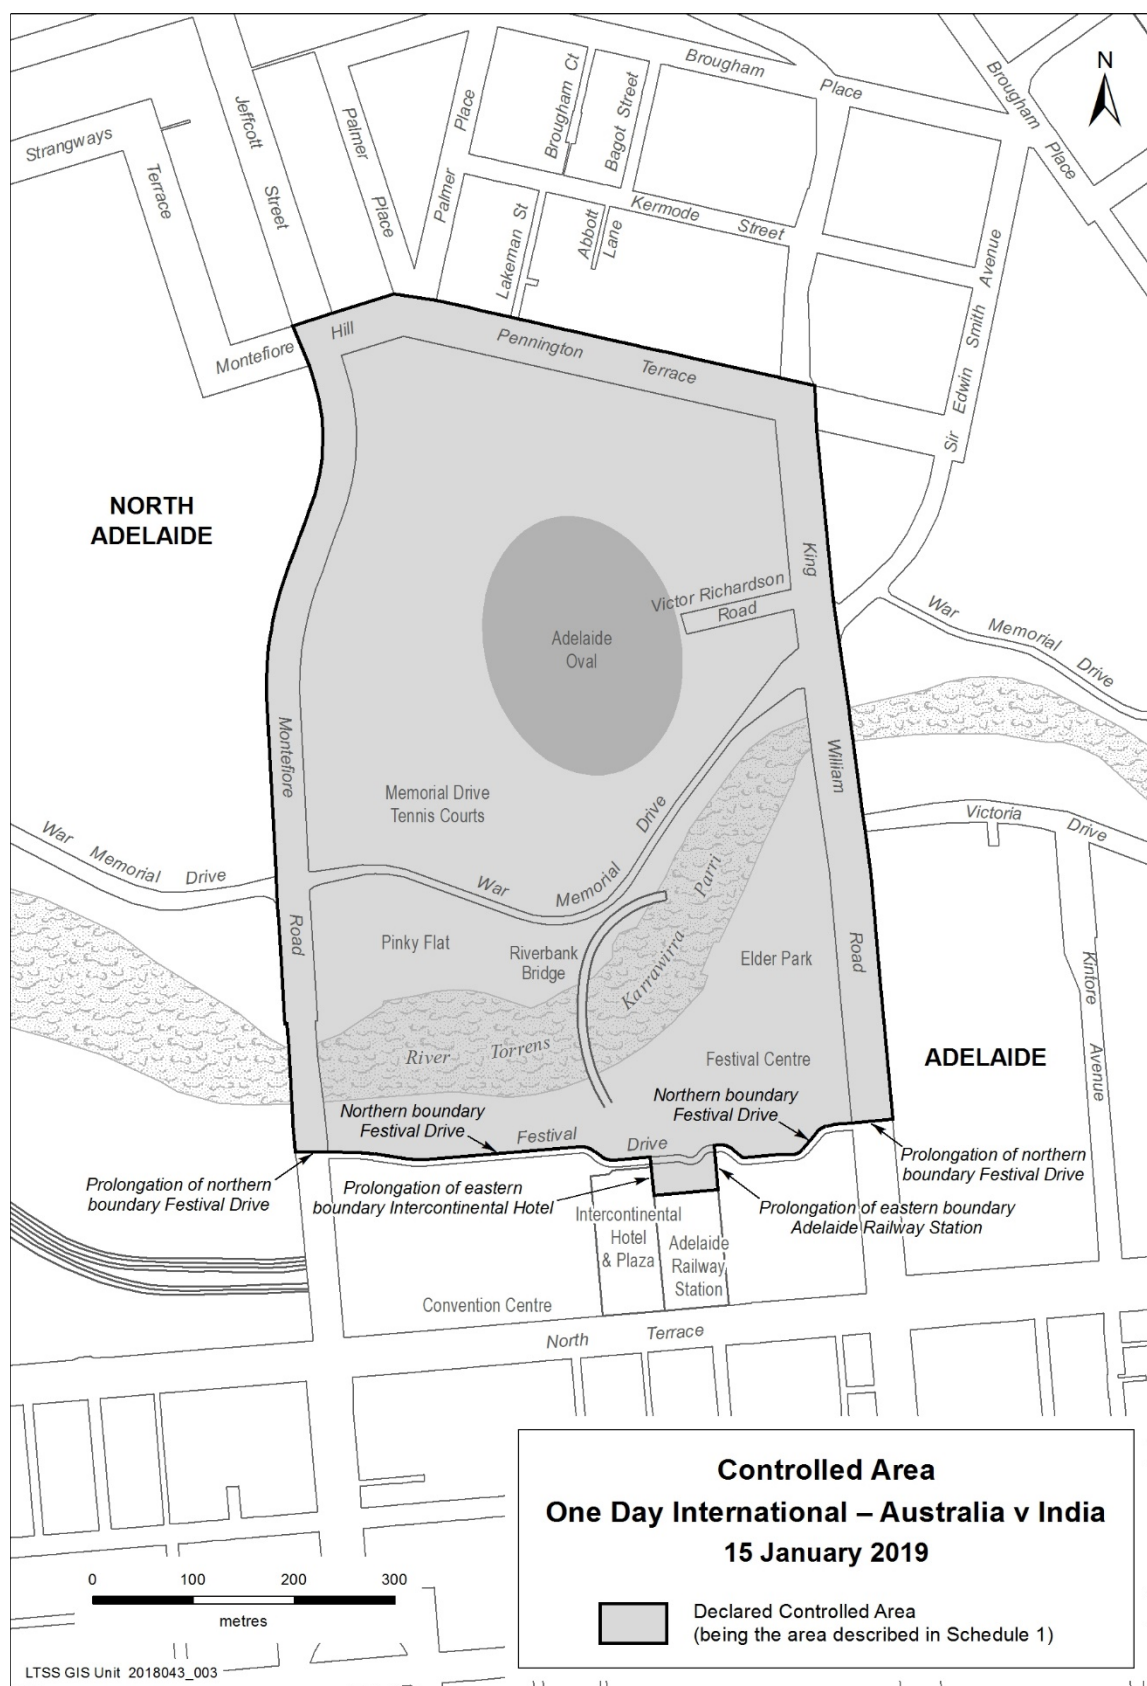 Brougham
Place
N
Brougham
Place
Jeffcott
Street
Palmer
Place
Palmer
Place
Brougham Ct
Bagot Street
Strangways
Terrace
Lakeman St
Abbott
Lane
Kermode
Street
Sir Edwin Smith Avenue
Montefiore
Hill
Pennington
Terrace
NORTH
ADELAIDE
King
William
Road
Victor Richardson
Road
Adelaide
Oval
War Memorial Drive
Montefiore
Road
Memorial Drive
Tennis Courts
War Memorial Drive
War Memorial Drive
Victoria Drive
Pinky Flat
Riverbank
Bridge
Karrawirra Parri
Elder Park
Kintore
Avenue
River Torrens
Festival Centre
ADELAIDE
Northern boundary
Festival Drive
Northern boundary
Festival Drive
Festival Drive
Prolongation of northern
boundary Festival Drive
Prolongation of eastern
boundary Intercontinental Hotel
Prolongation of northern
boundary Festival Drive
Prolongation of eastern boundary
Adelaide Railway Station
Intercontinental
Hotel
& Plaza
Adelaide
Railway
Station
Convention Centre
North Terrace
Controlled Area
One Day International – Australia v India
15 January 2019
Declared Controlled Area
(being the area described in Schedule 1)
0 100 200 300
metres
LTSS GIS Unit 2018043_003